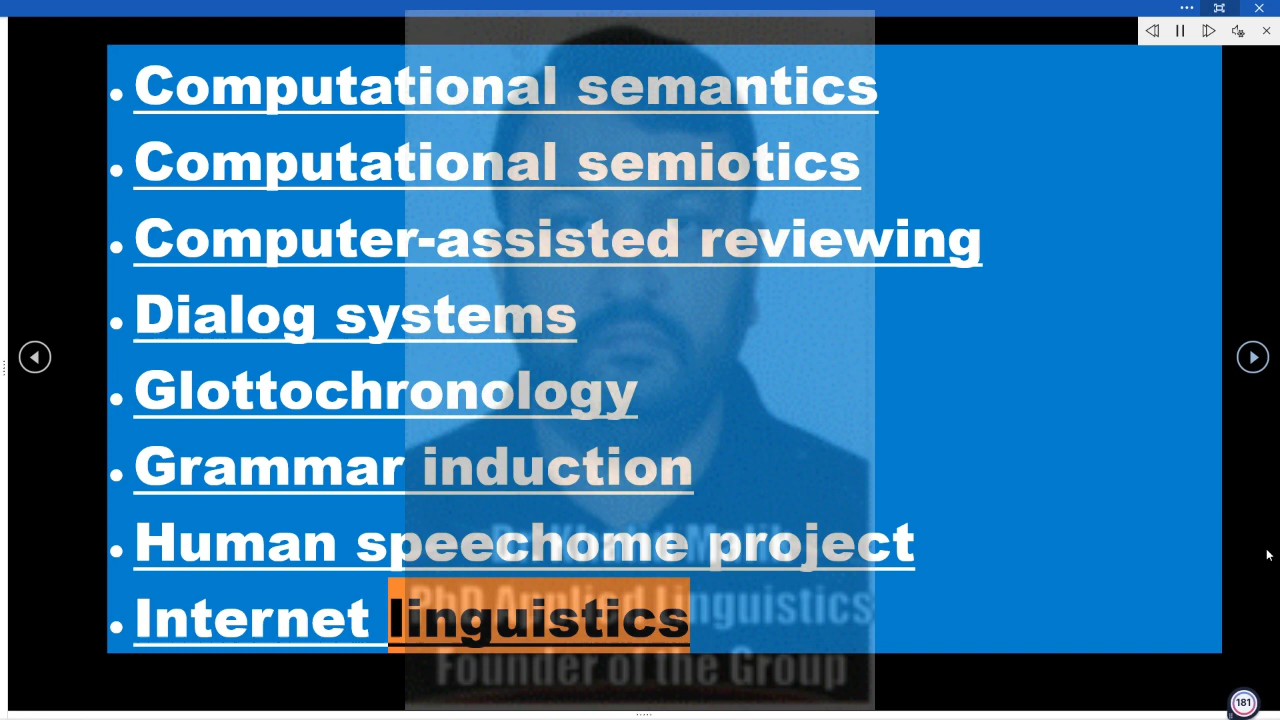 Computational semantics
Computational semiotics
Computer-assisted reviewing
Dialog systems
Glottochronology
Grammar induction
Human speechome project
Internet linguistics
PhD Applied Linguistics
Founder of the Group
181